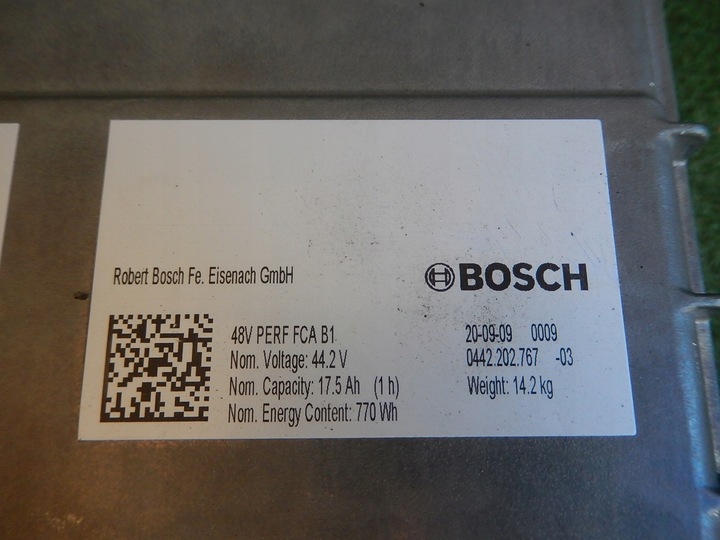 Robert Bosch Fe. Eisenach GmbH
BOSCH
48V PERF FCA B1
Nom. Voltage: 44.2 V
Nom. Capacity: 17.5 Ah (1 h)
Nom. Energy Content: 770 Wh
20-09-09 0009
0442.202.767 -03
Weight: 14.2 kg